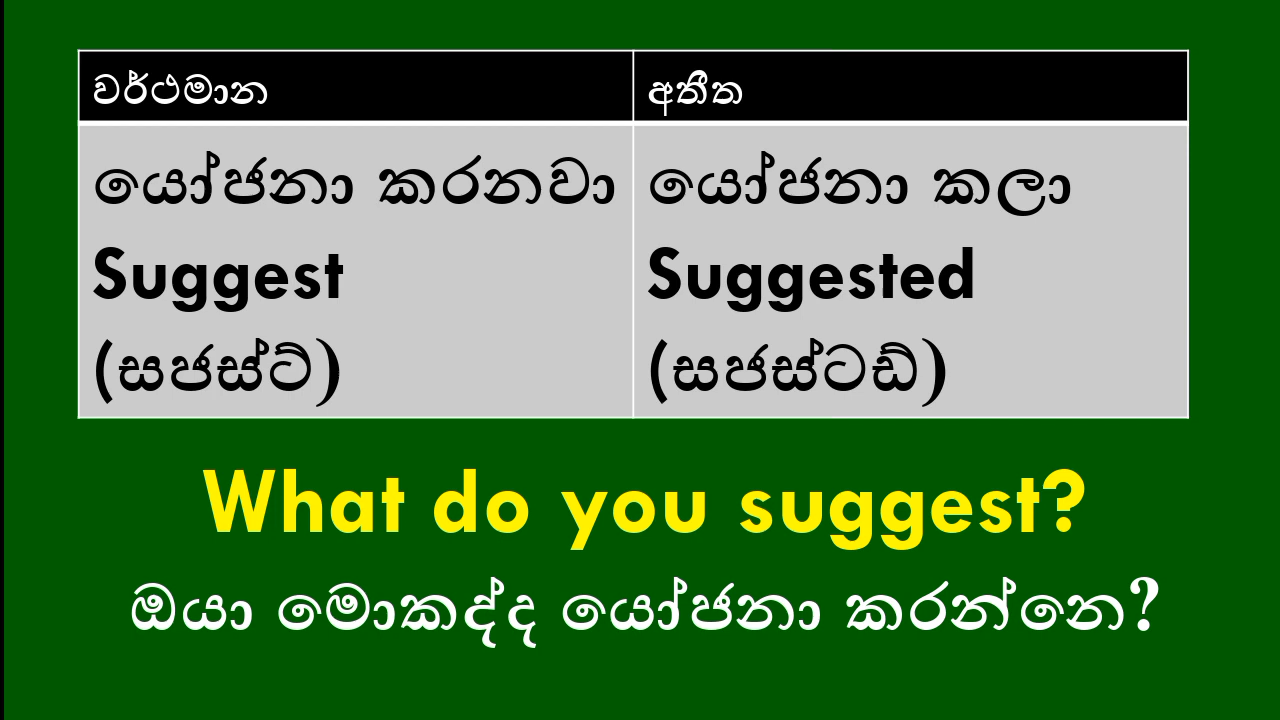 වර්ථමාන
අතීත
යෝජනා කරනවා
Suggest
(සජස්ට්)
යෝජනා කලා
Suggested
(සජස්ටඩ්)
What do you suggest?
ඔයා මොකද්ද යෝජනා කරන්නෙ?